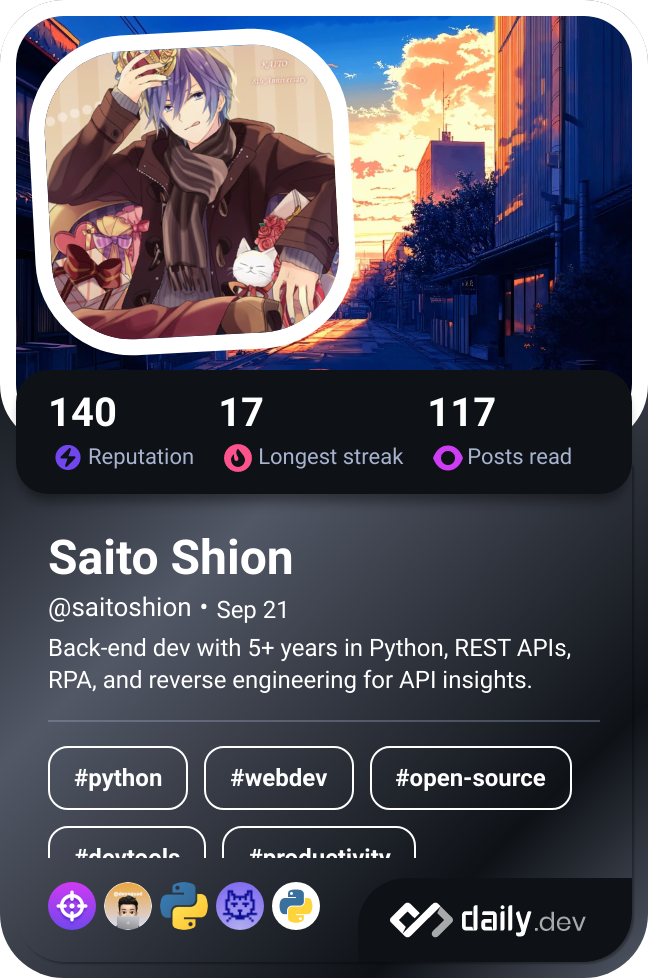 KAITO
140
17
117
Reputation
Longest streak
Posts read
Saito Shion
@saitoshion • Sep 21
Back-end dev with 5+ years in Python, REST APIs,
RPA, and reverse engineering for API insights.
#python
#webdev
#open-source
#devtools
#productivity
daily.dev